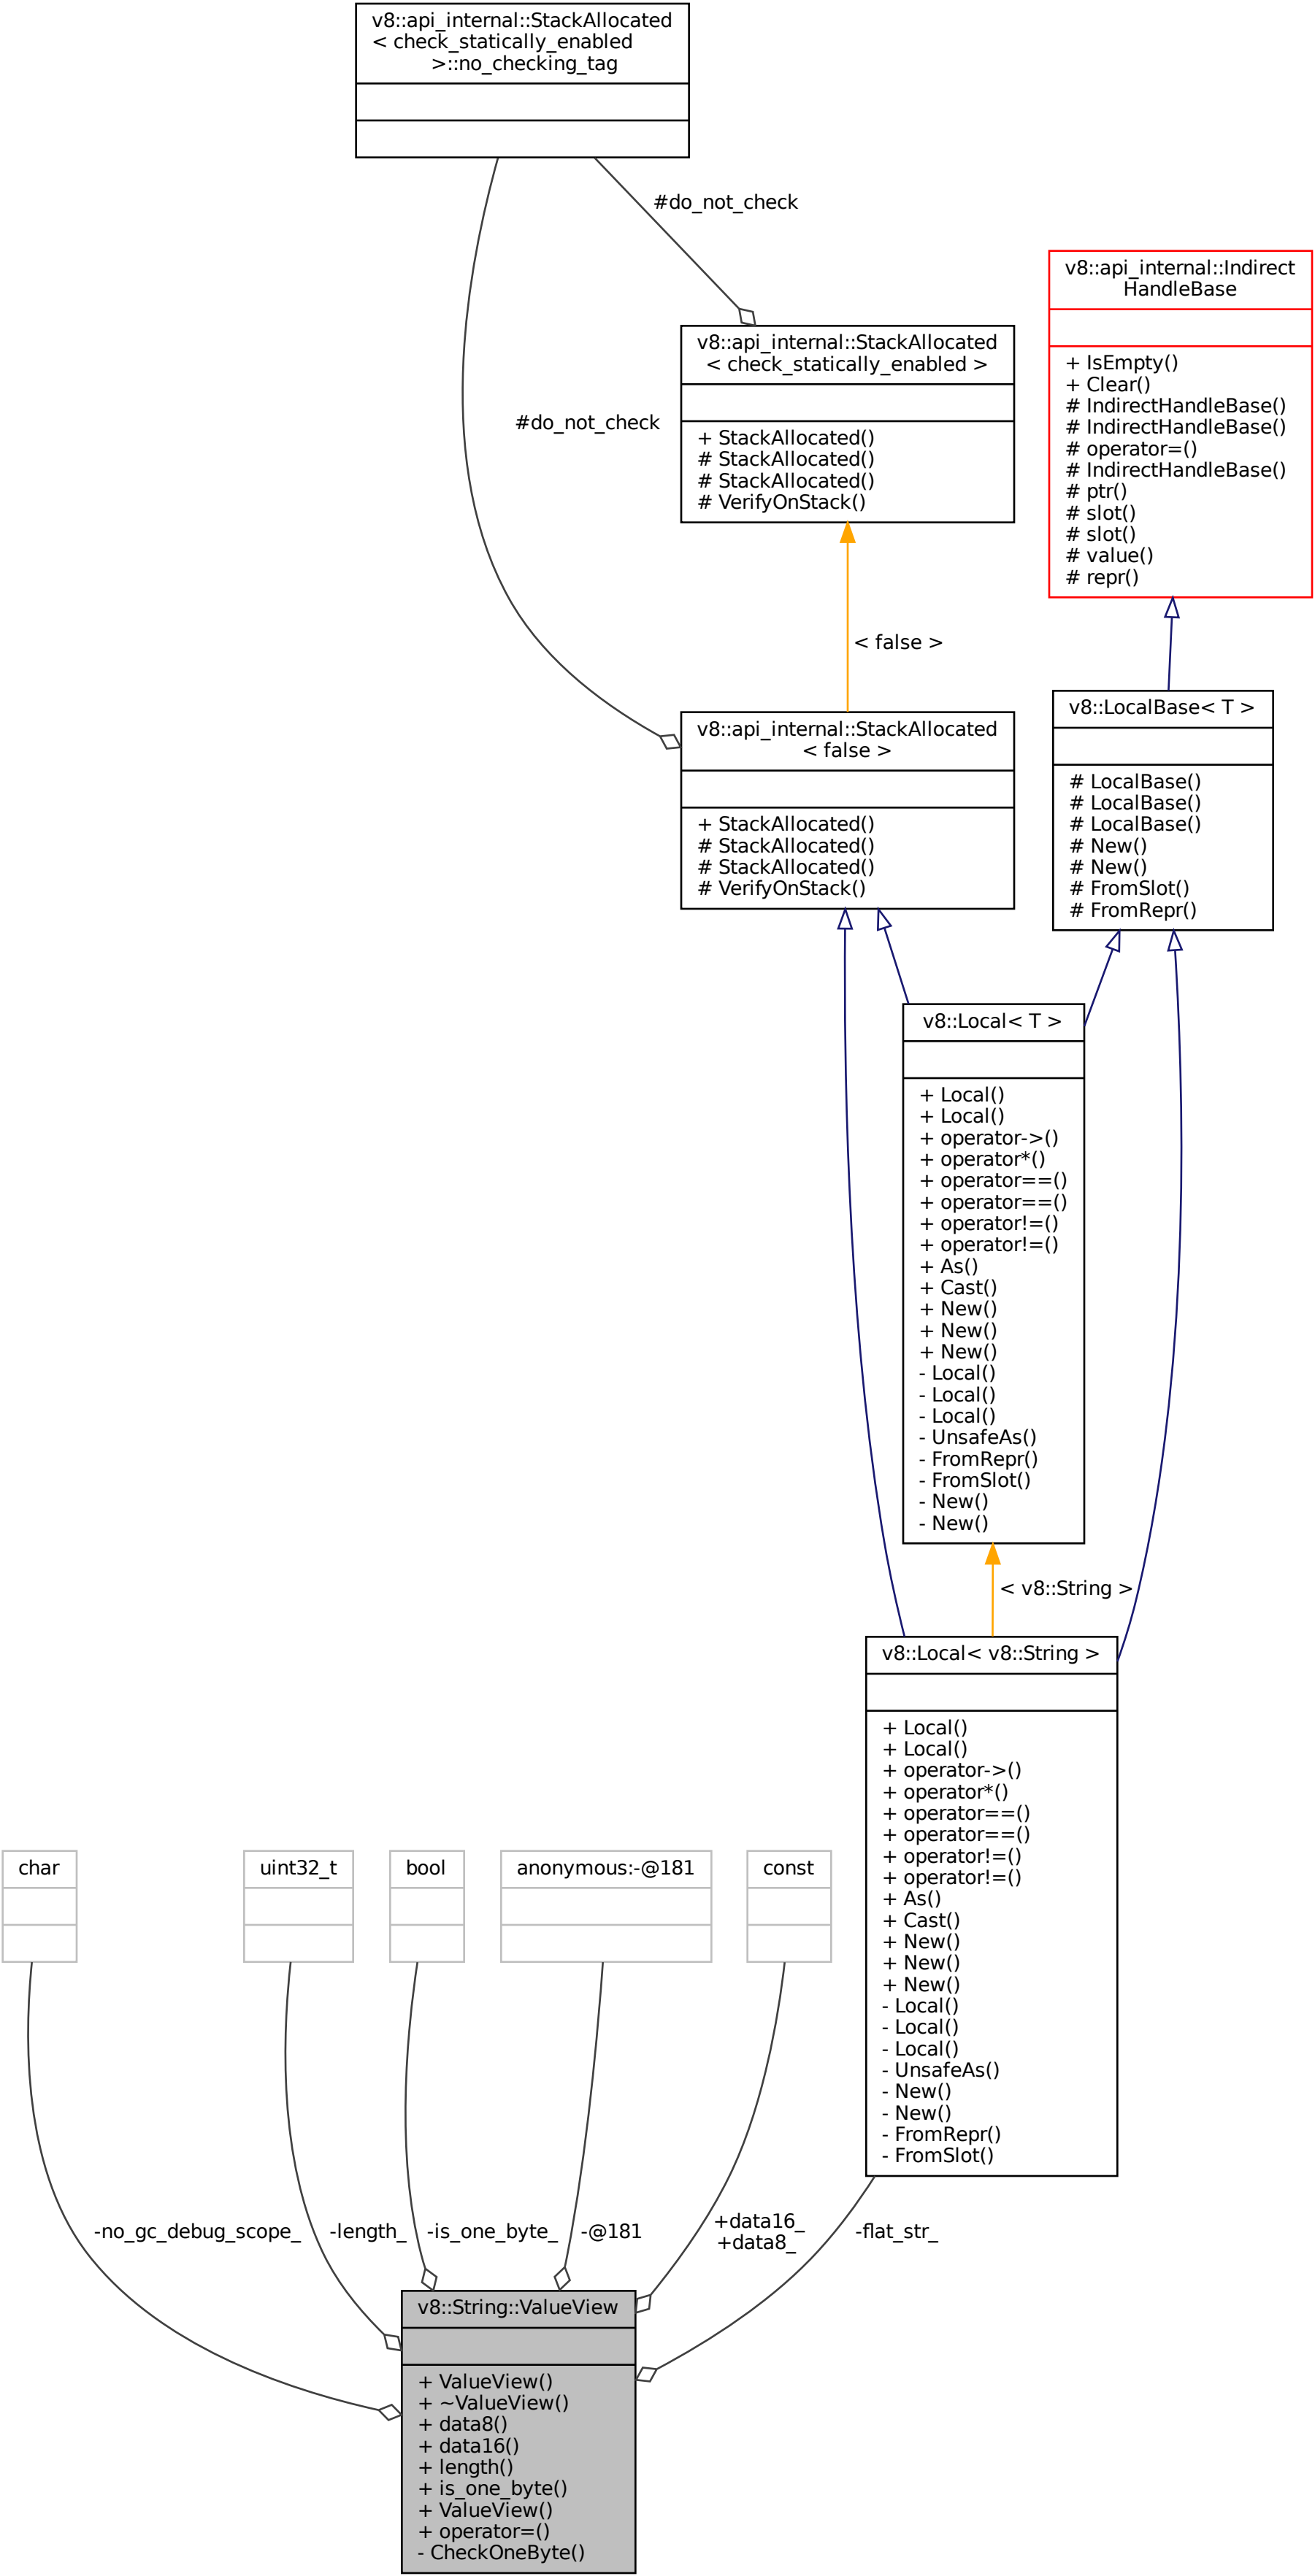 v8::api_internal::StackAllocated
< check_statically_enabled
>::no_checking_tag
#do_not_check
v8::api_internal::Indirect
HandleBase
+ IsEmpty()
+ Clear()
# IndirectHandleBase()
# IndirectHandleBase()
# operator=()
# IndirectHandleBase()
# ptr()
# slot()
# slot()
# value()
# repr()
v8::api_internal::StackAllocated
< check_statically_enabled >
+ StackAllocated()
# StackAllocated()
# StackAllocated()
# VerifyOnStack()
#do_not_check
< false >
v8::api_internal::StackAllocated
< false >
+ StackAllocated()
# StackAllocated()
# StackAllocated()
# VerifyOnStack()
v8::LocalBase< T >
# LocalBase()
# LocalBase()
# LocalBase()
# New()
# New()
# FromSlot()
# FromRepr()
v8::Local< T >
+ Local()
+ Local()
+ operator->()
+ operator*()
+ operator==()
+ operator==()
+ operator!=()
+ operator!=()
+ As()
+ Cast()
+ New()
+ New()
+ New()
- Local()
- Local()
- Local()
- UnsafeAs()
- FromRepr()
- FromSlot()
- New()
- New()
< v8::String >
v8::Local< v8::String >
+ Local()
+ Local()
+ operator->()
+ operator*()
+ operator==()
+ operator==()
+ operator!=()
+ operator!=()
+ As()
+ Cast()
+ New()
+ New()
+ New()
- Local()
- Local()
- Local()
- UnsafeAs()
- New()
- New()
- FromRepr()
- FromSlot()
char
uint32_t
bool
anonymous:-@181
const
-no_gc_debug_scope_
-length_
-is_one_byte_
-@181
+data16_
+data8_
-flat_str_
v8::String::ValueView
+ ValueView()
+ ~ValueView()
+ data8()
+ data16()
+ length()
+ is_one_byte()
+ ValueView()
+ operator=()
- CheckOneByte()